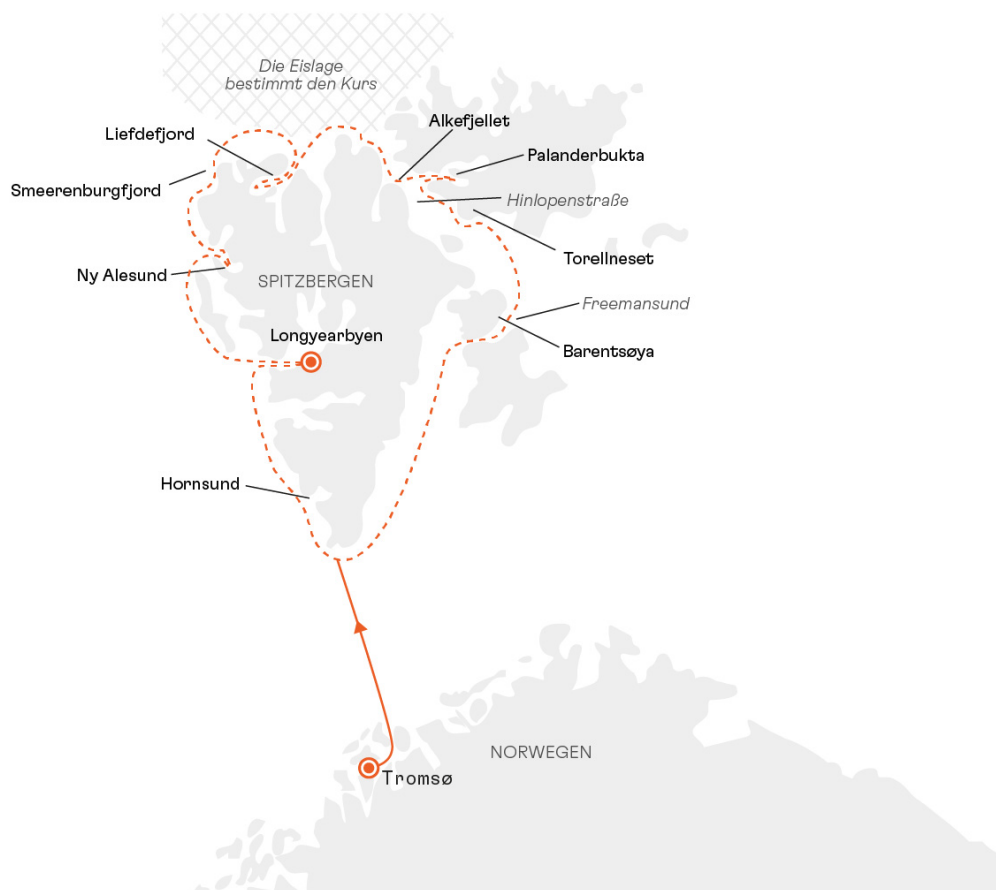 Die Eislage
bestimmt den Kurs
Alkefjellet
Liefdefjord
Palanderbukta
Smeerenburgfjord
Hinlopenstraße
Torellneset
Ny Alesund
SPITZBERGEN
Freemansund
Longyearbyen
Barentsøya
Hornsund
NORWEGEN
Tromsø